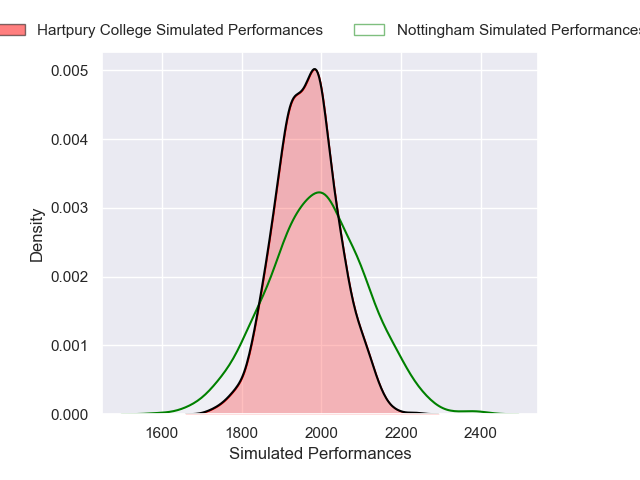 Hartpury College Simulated Performances
Nottingham Simulated Performances
0.005
0.004
0.003
0.002
0.001
0.000
Density
1600 1800 2000 2200 2400
Simulated Performances